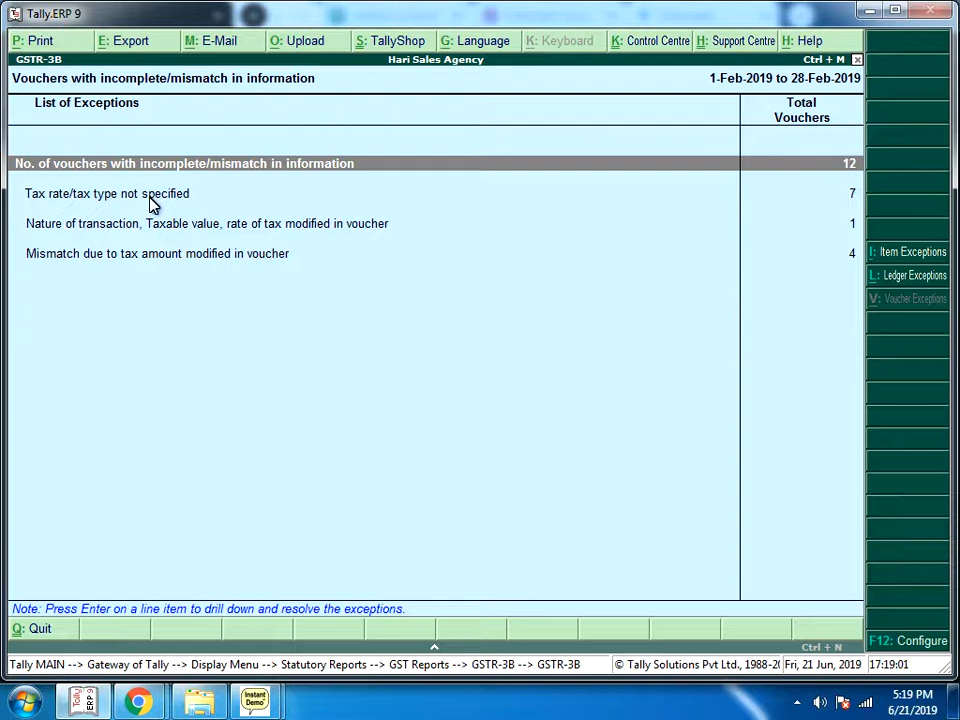 Tally.ERP 9
P: Print E: Export M: E-Mail O: Upload S: TallyShop G: Language K: Keyboard K: Control Centre H: Support Centre H: Help
GSTR-3B Hari Sales Agency Ctrl + M
Vouchers with incomplete/mismatch in information 1-Feb-2019 to 28-Feb-2019
List of Exceptions Total
Vouchers
No. of vouchers with incomplete/mismatch in information 12
Tax rate/tax type not specified 7
Nature of transaction, Taxable value, rate of tax modified in voucher 1
Mismatch due to tax amount modified in voucher 4
I: Item Exceptions
L: Ledger Exceptions
V: Voucher Exceptions
Note: Press Enter on a line item to drill down and resolve the exceptions.
Q: Quit
F12: Configure
Ctrl + N
Tally MAIN --> Gateway of Tally --> Display Menu --> Statutory Reports --> GST Reports --> GSTR-3B --> GSTR-3B © Tally Solutions Pvt Ltd., 1988-20 Fri, 21 Jun, 2019 17:19:01
Tally ERP 9
Instant Demo
5:19 PM
6/21/2019